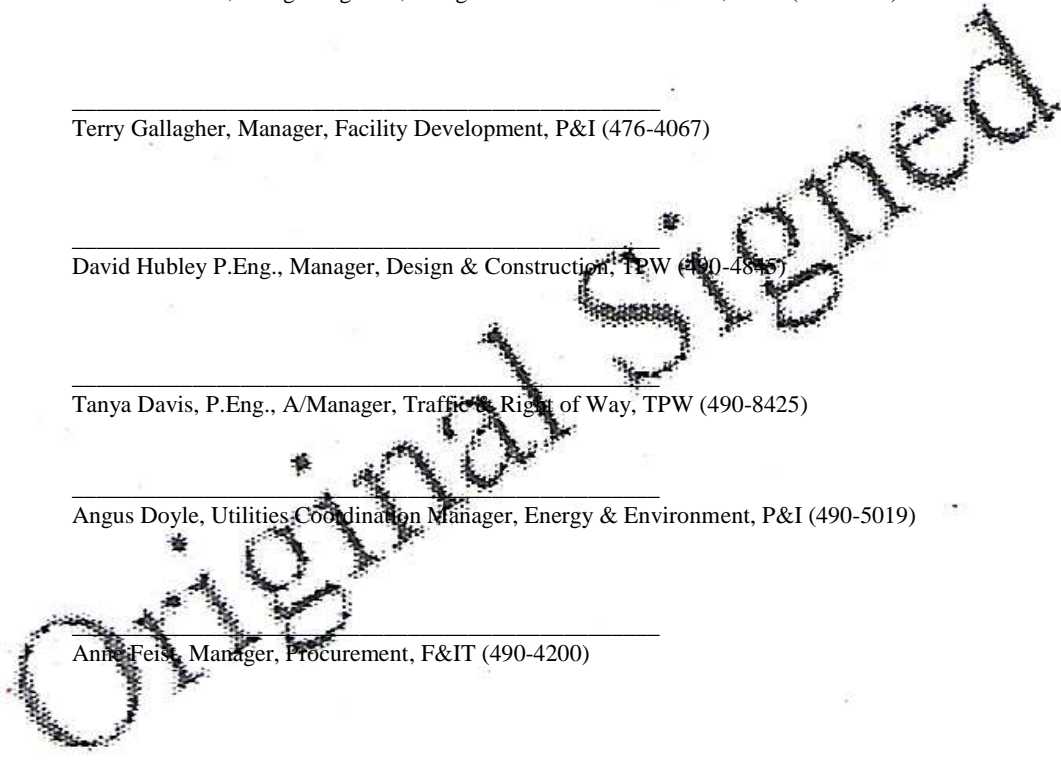 Terry Gallagher, Manager, Facility Development, P&I (476-4067)
David Hubley P.Eng., Manager, Design & Construction, TPW (490-4845)
Tanya Davis, P.Eng., A/Manager, Traffic & Right of Way, TPW (490-8425)
Angus Doyle, Utilities Coordination Manager, Energy & Environment, P&I (490-5019)
Anne Feist, Manager, Procurement, F&IT (490-4200)
Original Signed